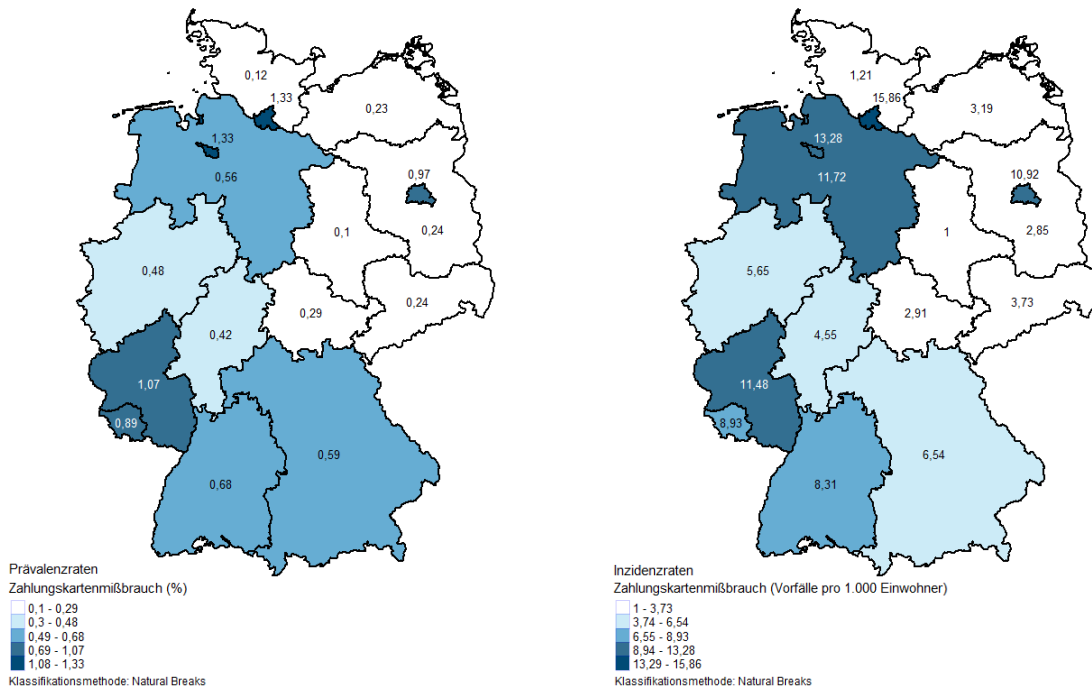 0,12
1,33
0,23
1,33
0,56
0,97
0,24
0,1
0,48
0,24
0,29
0,42
1,07
0,89
0,59
0,68
Prävalenzraten
Zahlungskartenmißbrauch (%)
0,1 - 0,29
0,3 - 0,48
0,49 - 0,68
0,69 - 1,07
1,08 - 1,33
Klassifikationsmethode: Natural Breaks
1,21
15,86
3,19
13,28
11,72
10,92
2,85
1
5,65
3,73
2,91
4,55
11,48
8,93
6,54
8,31
Inzidenzraten
Zahlungskartenmißbrauch (Vorfälle pro 1.000 Einwohner)
1 - 3,73
3,74 - 6,54
6,55 - 8,93
8,94 - 13,28
13,29 - 15,86
Klassifikationsmethode: Natural Breaks